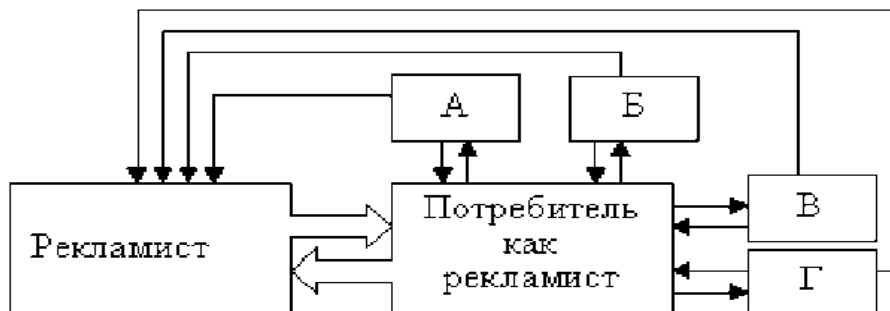 А
Б
Рекламист
Потребитель
как
рекламист
В
Г